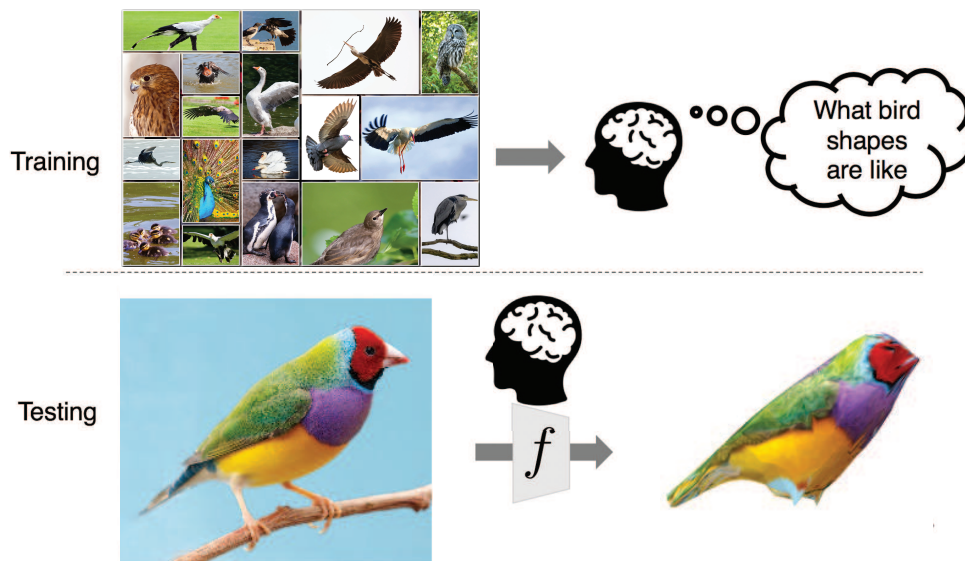 Training
What bird
shapes
are like
Testing
f